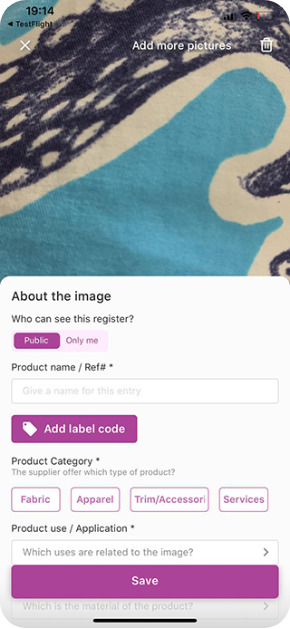 19:14
◀ TestFlight
Add more pictures
About the image
Who can see this register?
Public Only me
Product name / Ref# *
Give a name for this entry
Add label code
Product Category *
The supplier offer which type of product?
Fabric Apparel Trim/Accessori Services
Product use / Application *
Which uses are related to the image?
Save
Which is the material of the product?